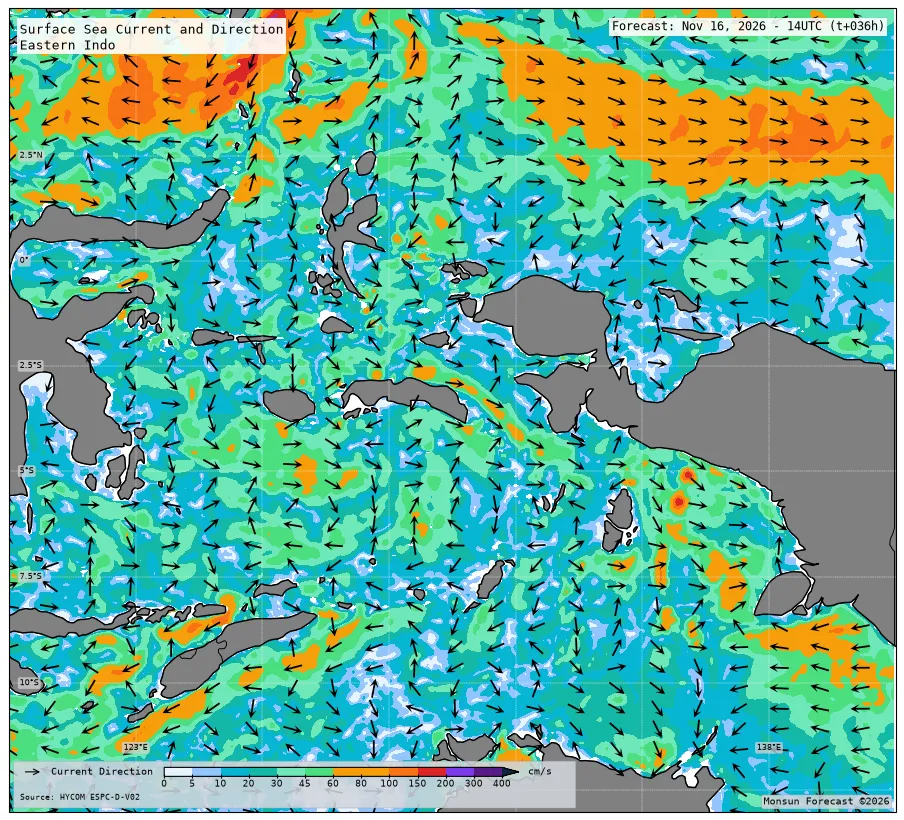 Surface Sea Current and Direction
Eastern Indo
Forecast: Nov 16, 2026 - 14UTC (t+036h)
2.5°N
0°
2.5°S
5°S
7.5°S
10°S
123°E
138°E
Current Direction
0 5 10 20 30 45 60 80 100 150 200 300 400
cm/s
Source: HYCOM ESPC-D-V02
Monsun Forecast ©2026